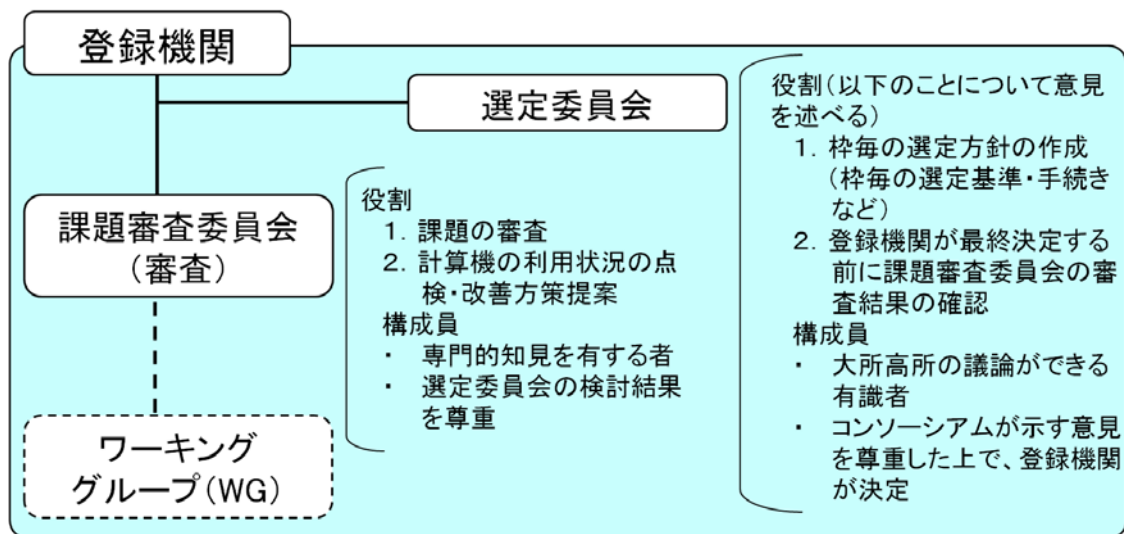 登録機関
選定委員会
課題審査委員会
(審査)
ワーキング
グループ(WG)
役割
1. 課題の審査
2. 計算機の利用状況の点
検・改善方策提案
構成員
・ 専門的知見を有する者
・ 選定委員会の検討結果
を尊重
役割(以下のことについて意見
を述べる)
1. 枠毎の選定方針の作成
(枠毎の選定基準・手続き
など)
2. 登録機関が最終決定する
前に課題審査委員会の審
査結果の確認
構成員
・ 大所高所の議論ができる
有識者
・ コンソーシアムが示す意見
を尊重した上で、登録機関
が決定